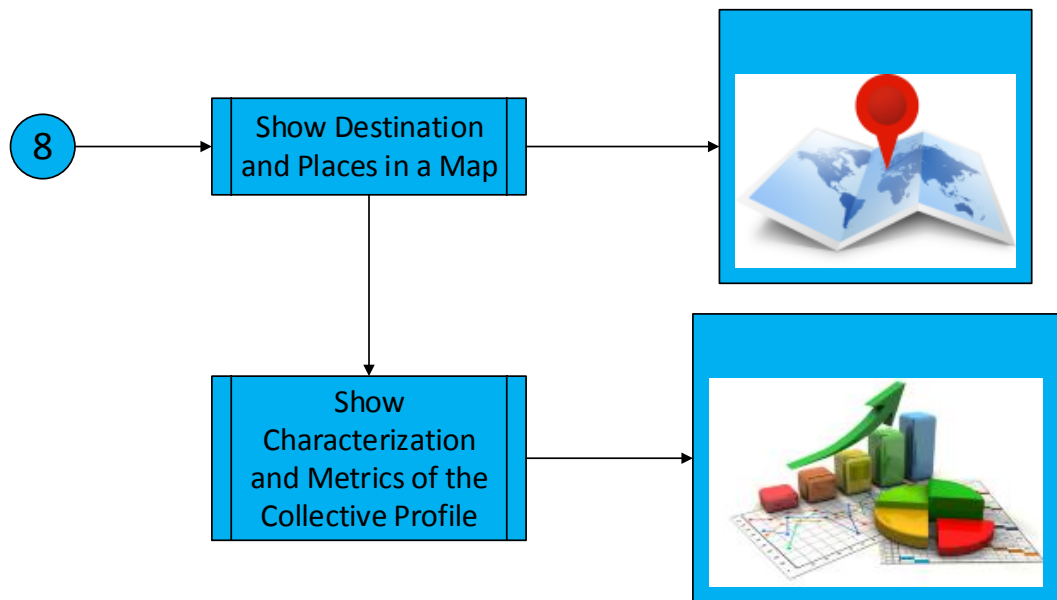 8
Show Destination
and Places in a Map
Show
Characterization
and Metrics of the
Collective Profile